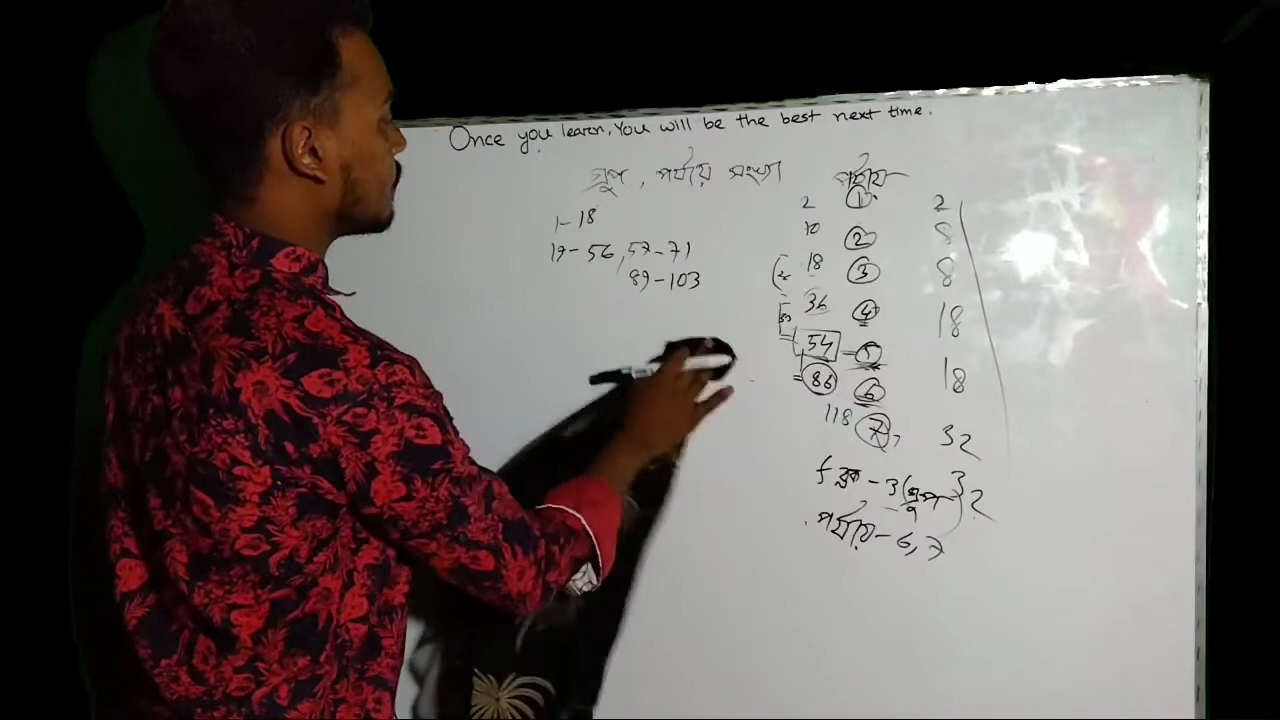 Once you learn, You will be the best next time.
গ্রুপ , পর্যায় সংখ্যা
পর্যায়
1-18
19-56, 57-71
89-103
2 1 2
10 2 8
18 3 8
36 4 18
= 54 = 5
= 86 6 18
118 7 32
32
f ব্লক - 3 (গ্রুপ)
পর্যায় - 6, 7